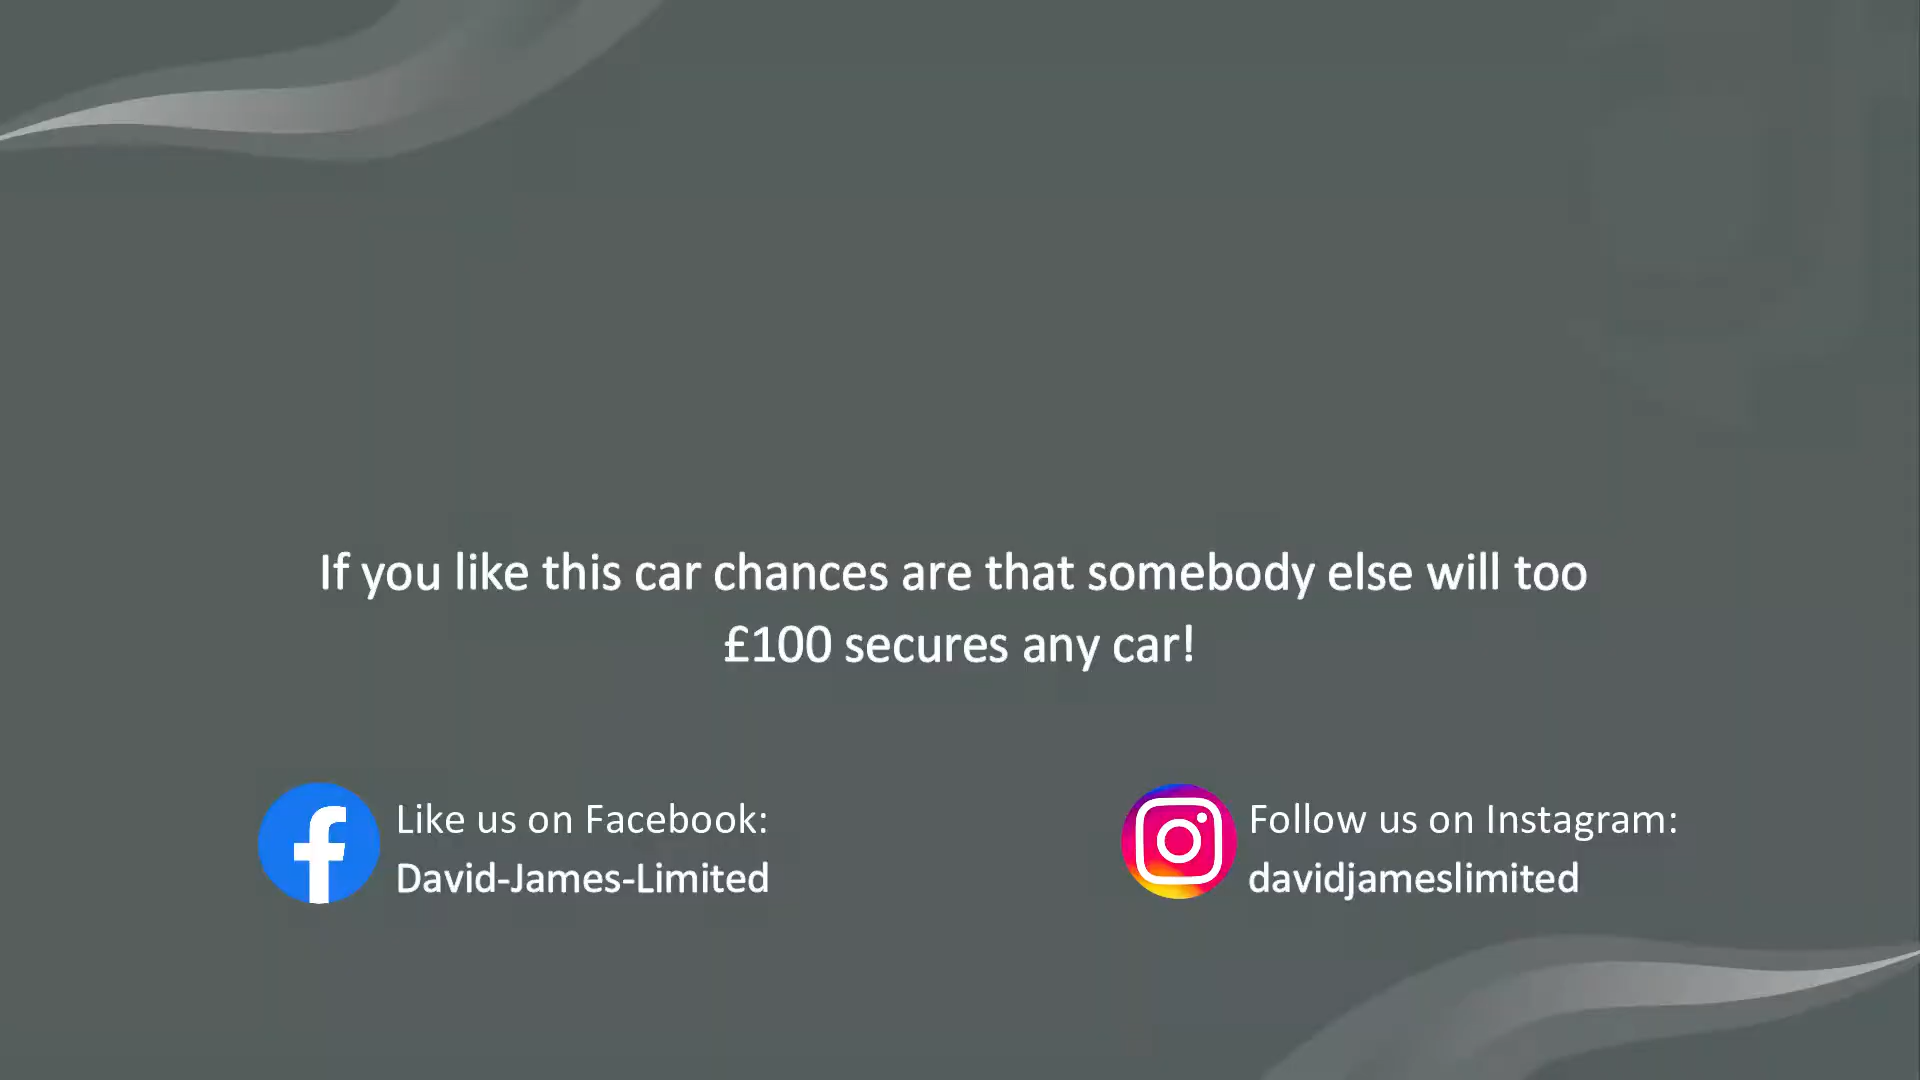 If you like this car chances are that somebody else will too
£100 secures any car!
Like us on Facebook:
David-James-Limited
Follow us on Instagram:
davidjameslimited